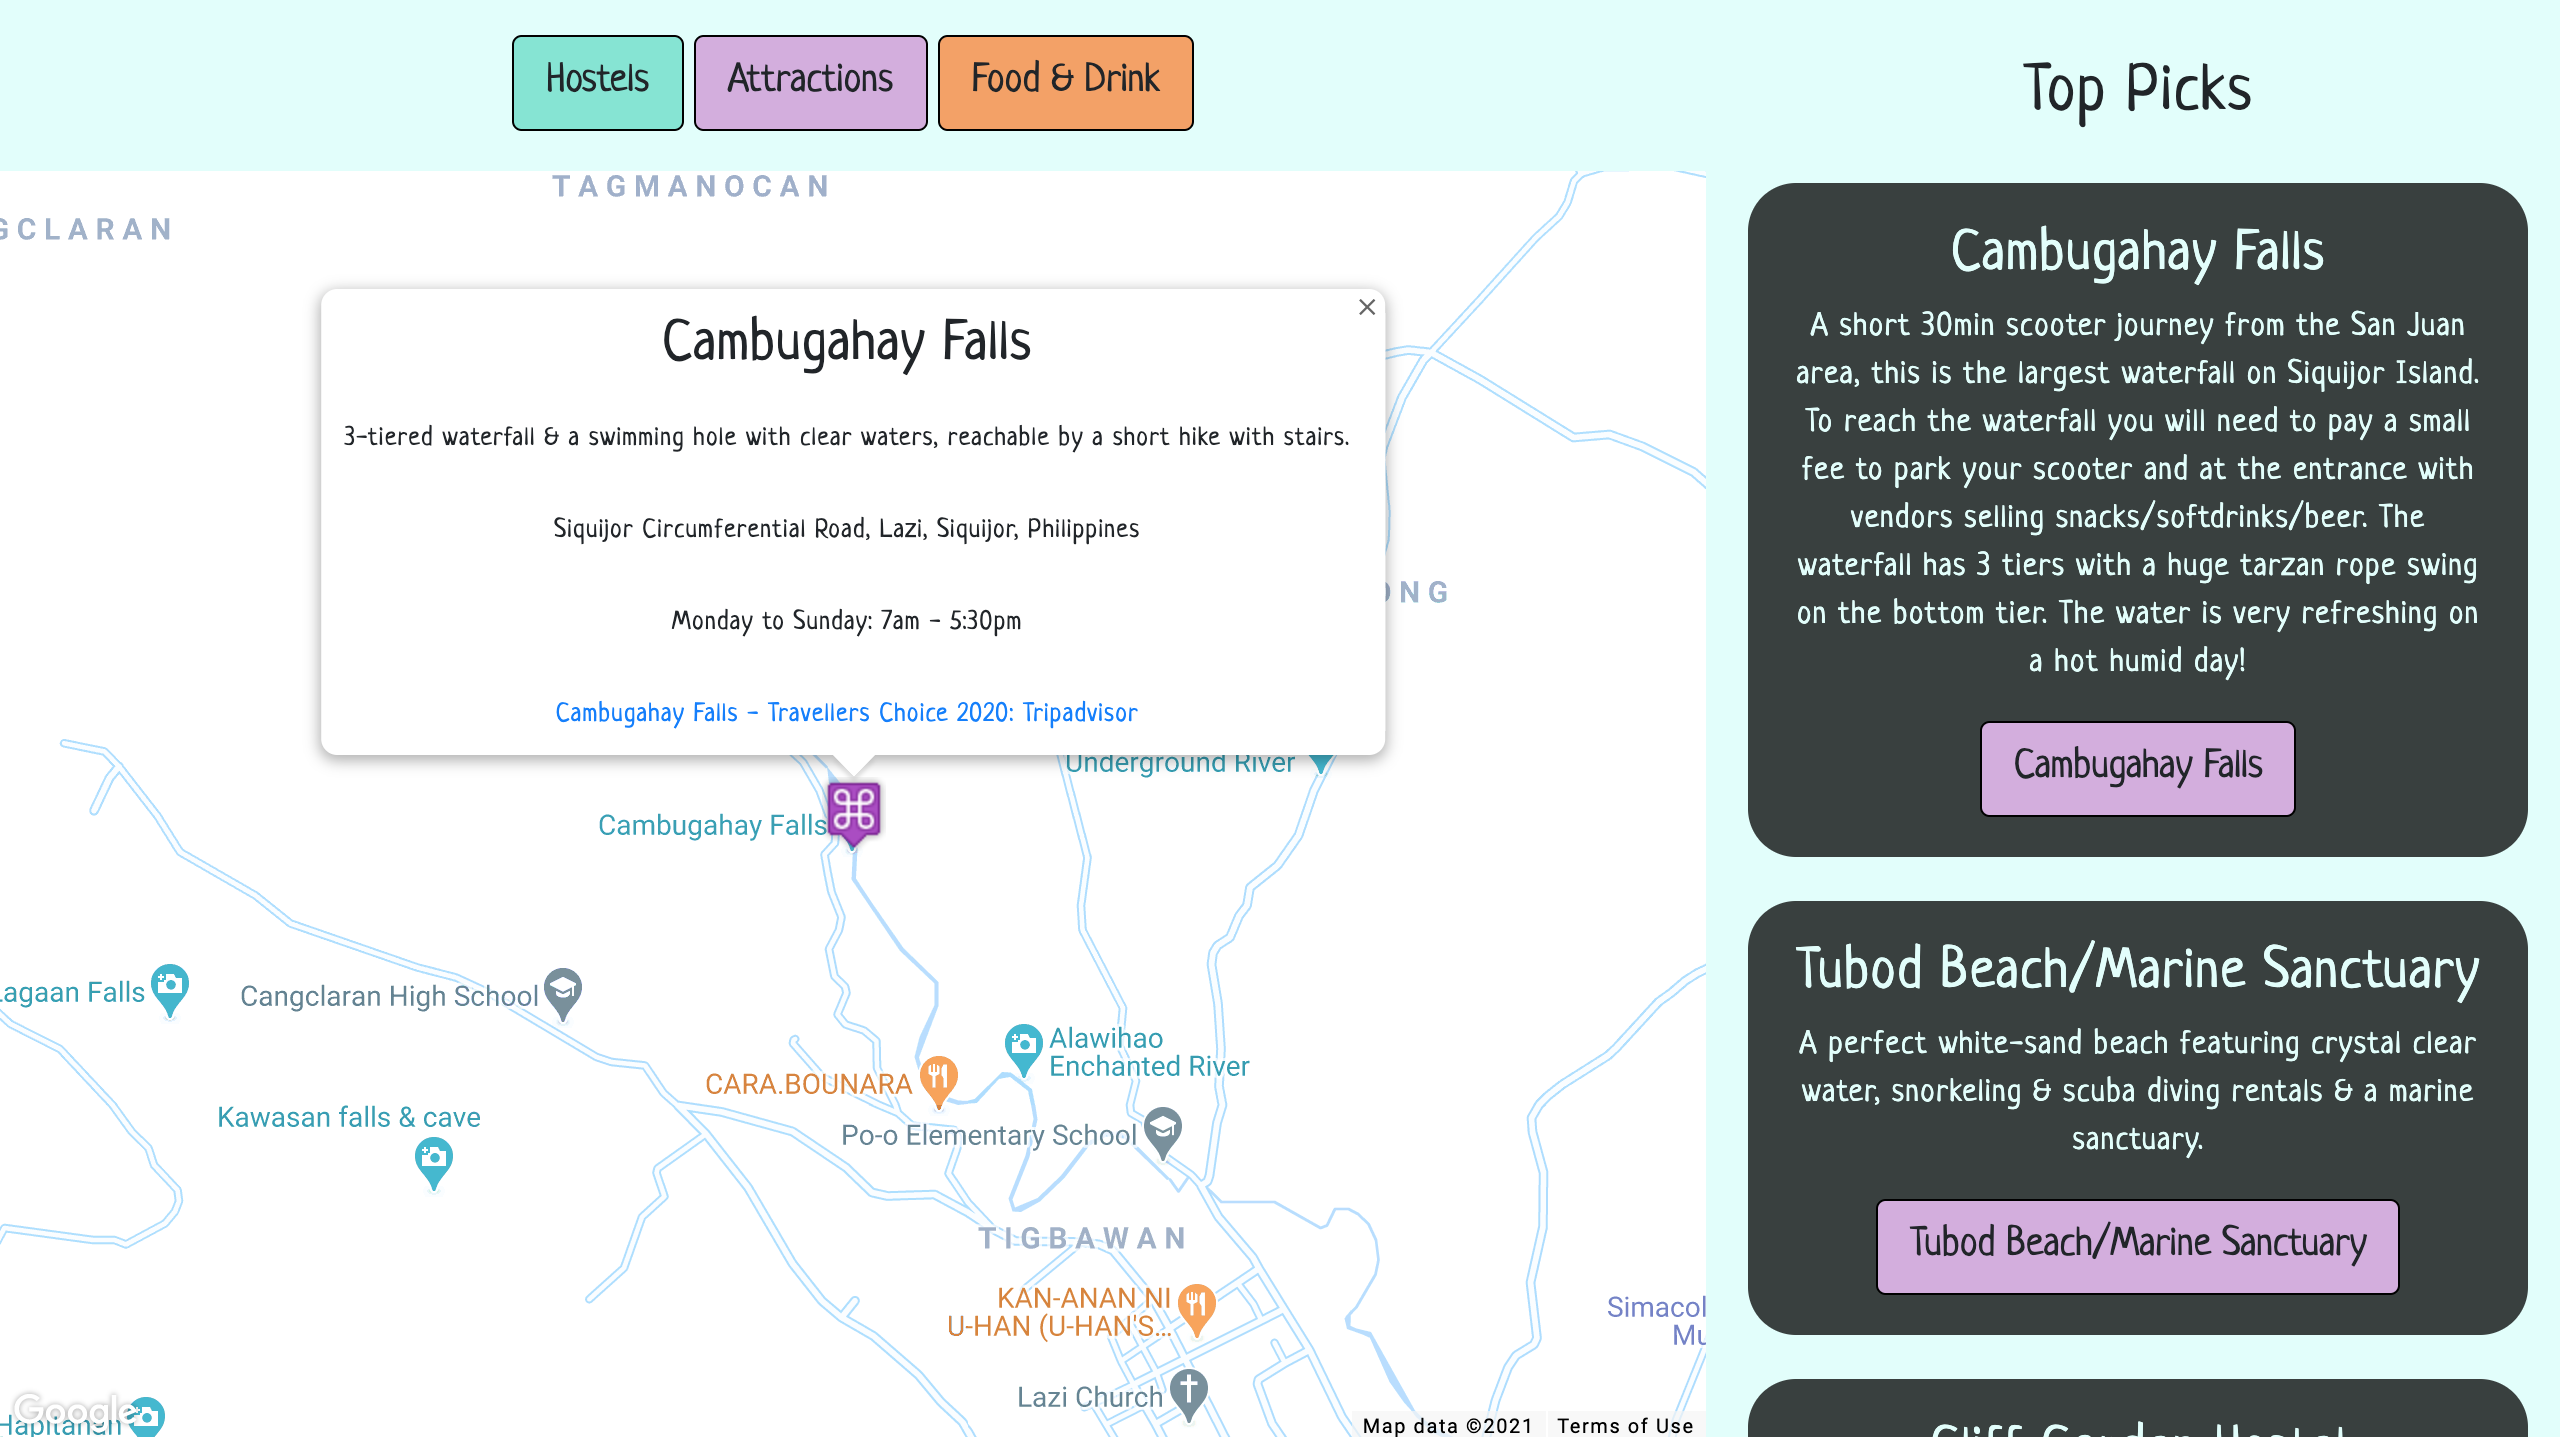 Hostels
Attractions
Food & Drink
Top Picks
TAGMANOCAN
GCLARAN
Cambugahay Falls
3-tiered waterfall & a swimming hole with clear waters, reachable by a short hike with stairs.
Siquijor Circumferential Road, Lazi, Siquijor, Philippines
Monday to Sunday: 7am - 5:30pm
Cambugahay Falls - Travellers Choice 2020: Tripadvisor
ONG
Underground River
Cambugahay Falls
Lagaan Falls
Cangclaran High School
Alawihao
Enchanted River
CARA.BOUNARA
Kawasan falls & cave
Po-o Elementary School
TIGBAWAN
KAN-ANAN NI
U-HAN (U-HAN'S...
Simacol
Mu
Lazi Church
Google
Hapitanan
Map data ©2021
Terms of Use
Cambugahay Falls
A short 30min scooter journey from the San Juan
area, this is the largest waterfall on Siquijor Island.
To reach the waterfall you will need to pay a small
fee to park your scooter and at the entrance with
vendors selling snacks/softdrinks/beer. The
waterfall has 3 tiers with a huge tarzan rope swing
on the bottom tier. The water is very refreshing on
a hot humid day!
Cambugahay Falls
Tubod Beach/Marine Sanctuary
A perfect white-sand beach featuring crystal clear
water, snorkeling & scuba diving rentals & a marine
sanctuary.
Tubod Beach/Marine Sanctuary